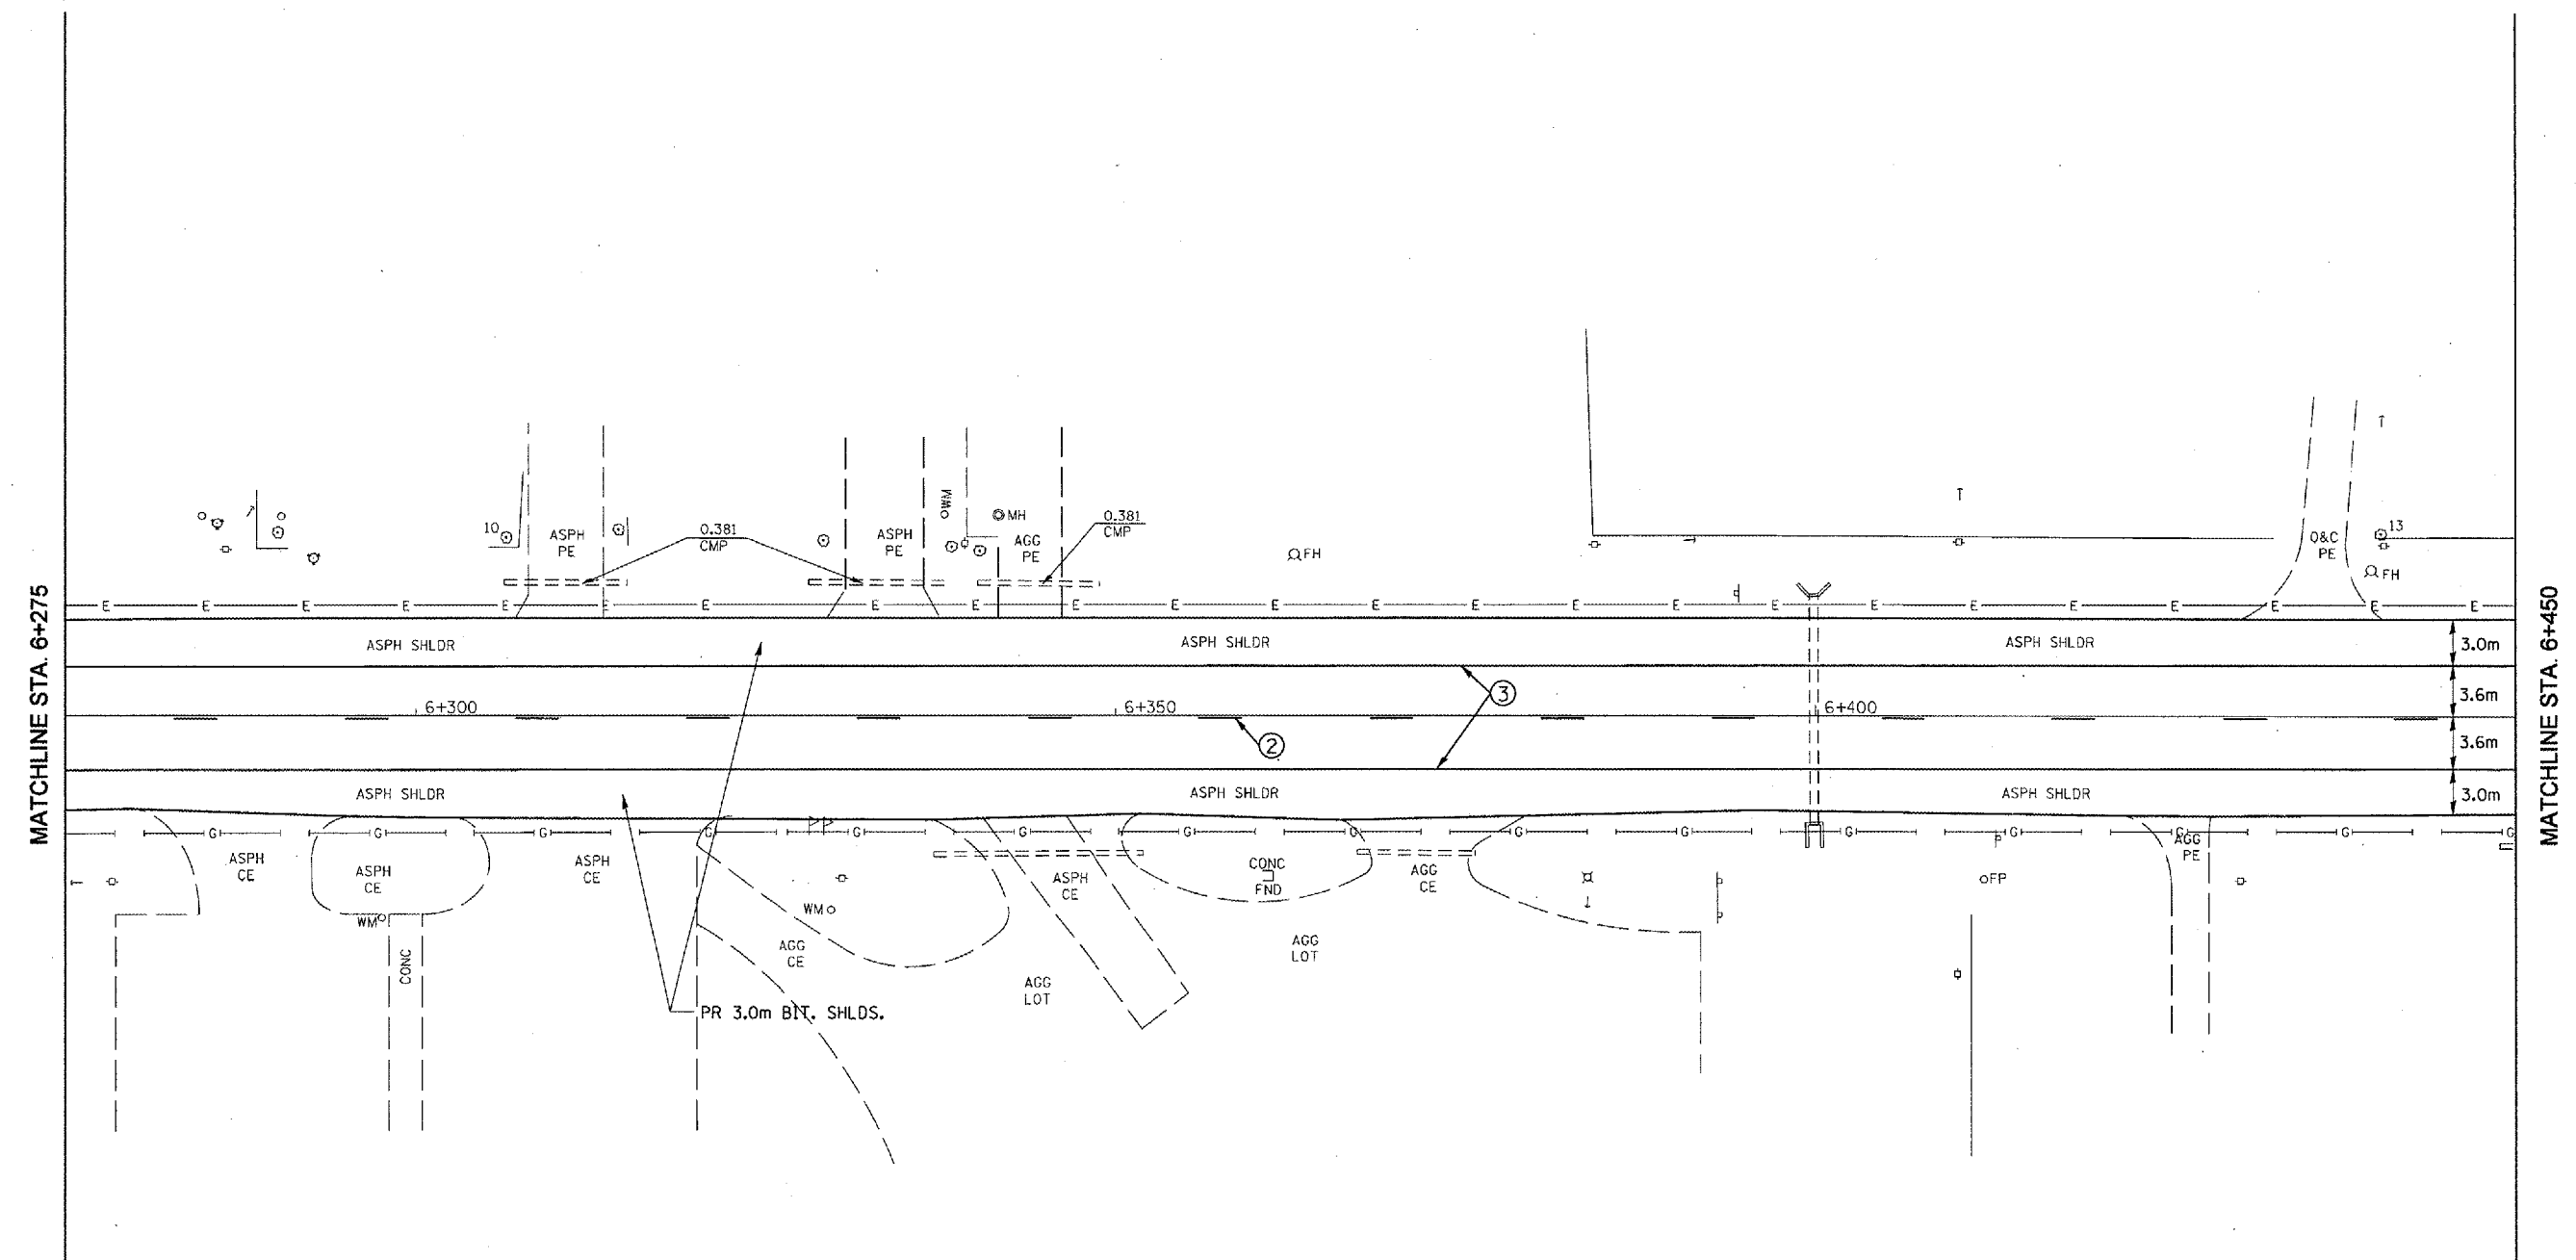 MATCHLINE STA. 6+275
MATCHLINE STA. 6+450
10
ASPH
PE
0.381
CMP
ASPH
PE
WM
MH
AGG
PE
0.381
CMP
FH
O&C
PE
13
FH
E E E E E E E E E E E E E E E E E E E E E E E E
ASPH SHLDR
ASPH SHLDR
ASPH SHLDR
3.0m
3
3.6m
6+300
6+350
6+400
2
3.6m
ASPH SHLDR
ASPH SHLDR
ASPH SHLDR
3.0m
G G G G G G G G G G G G G G G
ASPH
CE
ASPH
CE
WM
CONC
ASPH
CE
WM
AGG
CE
PR 3.0m BIT. SHLDS.
AGG
LOT
ASPH
CE
CONC
FND
AGG
LOT
AGG
CE
FP
AGG
PE